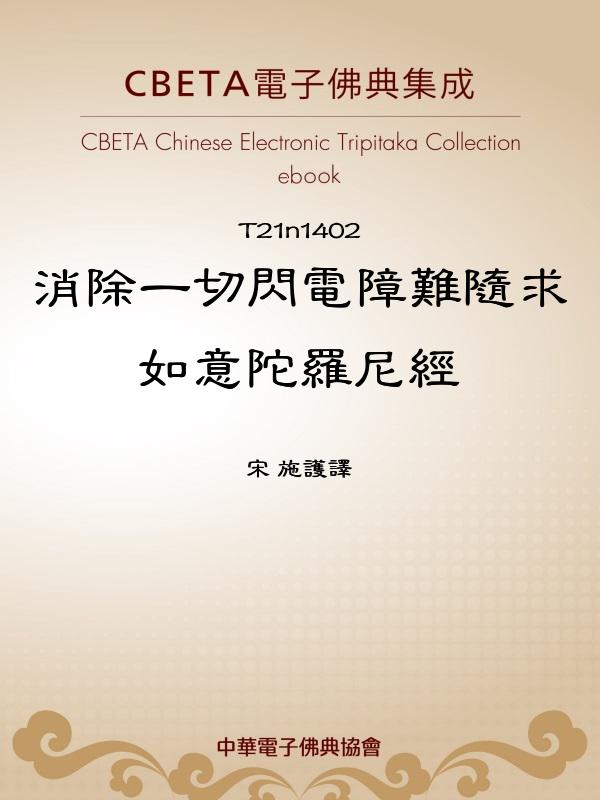 CBETA電子佛典集成
CBETA Chinese Electronic Tripitaka Collection
ebook
T21n1402
消除一切閃電障難隨求
如意陀羅尼經
宋 施護譯
中華電子佛典協會